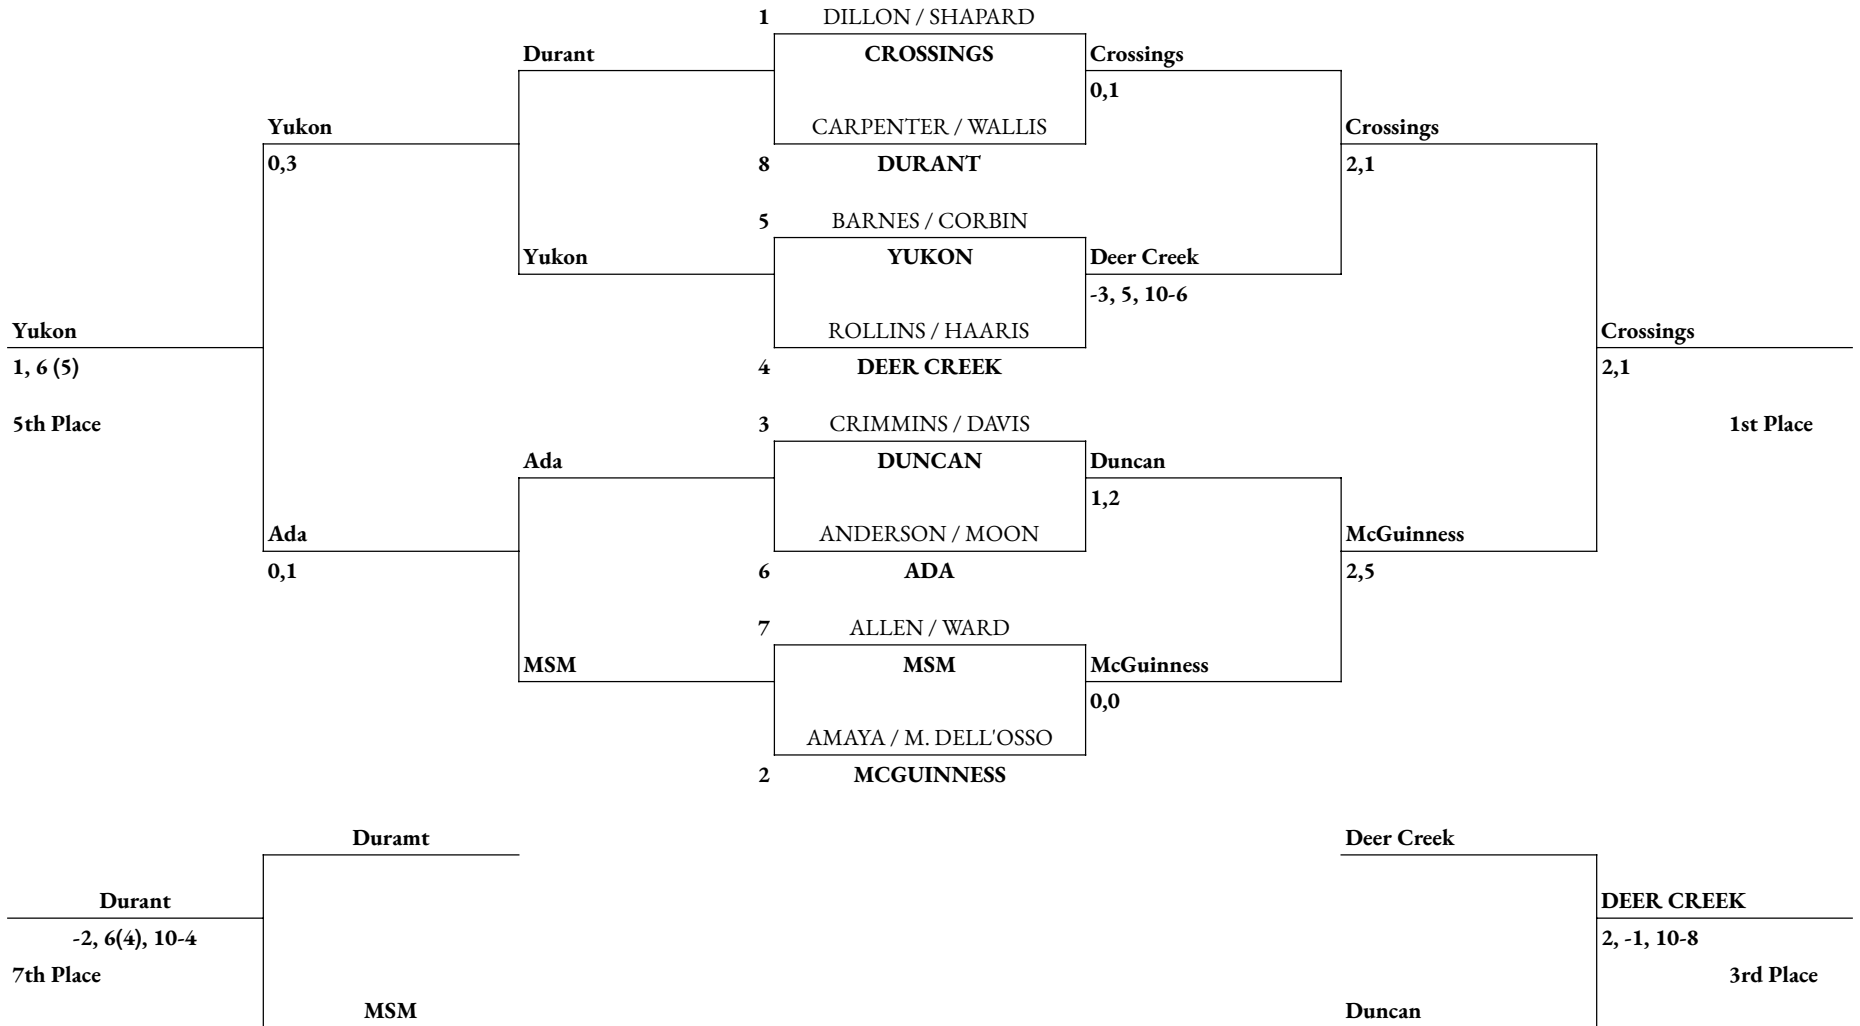 1 DILLON / SHAPARD
Durant CROSSINGS Crossings
0,1
Yukon CARPENTER / WALLIS Crossings
0,3 8 DURANT 2,1
5 BARNES / CORBIN
Yukon YUKON Deer Creek
-3, 5, 10-6
Yukon ROLLINS / HAARIS Crossings
1, 6 (5) 4 DEER CREEK 2,1
5th Place 3 CRIMMINS / DAVIS 1st Place
Ada DUNCAN Duncan
1,2
Ada ANDERSON / MOON McGuinness
0,1 6 ADA 2,5
7 ALLEN / WARD
MSM MSM McGuinness
0,0
AMAYA / M. DELL'OSSO
2 MCGUINNESS
Duramt Deer Creek
Durant DEER CREEK
-2, 6(4), 10-4 2, -1, 10-8
7th Place 3rd Place
MSM Duncan